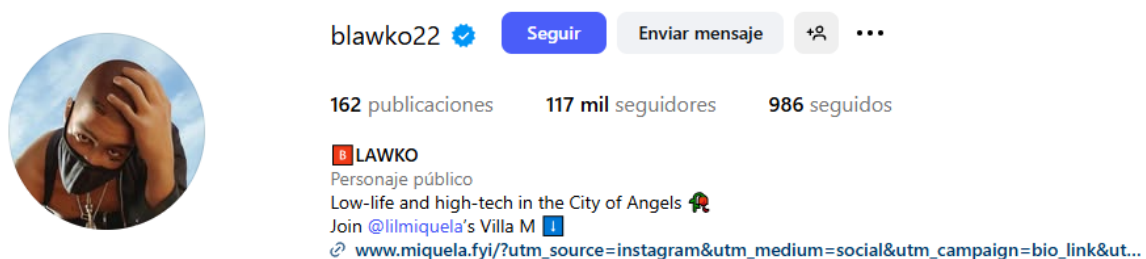 blawko22 Seguir Enviar mensaje
162 publicaciones 117 mil seguidores 986 seguidos
🅱️LAWKO
Personaje público
Low-life and high-tech in the City of Angels 🥀
Join @lilmiquela's Villa M ⬇️
www.miquela.fyi/?utm_source=instagram&utm_medium=social&utm_campaign=bio_link&ut...